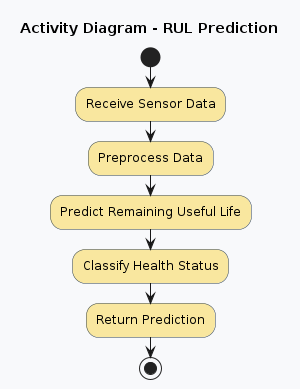 Activity Diagram - RUL Prediction
Receive Sensor Data
Preprocess Data
Predict Remaining Useful Life
Classify Health Status
Return Prediction